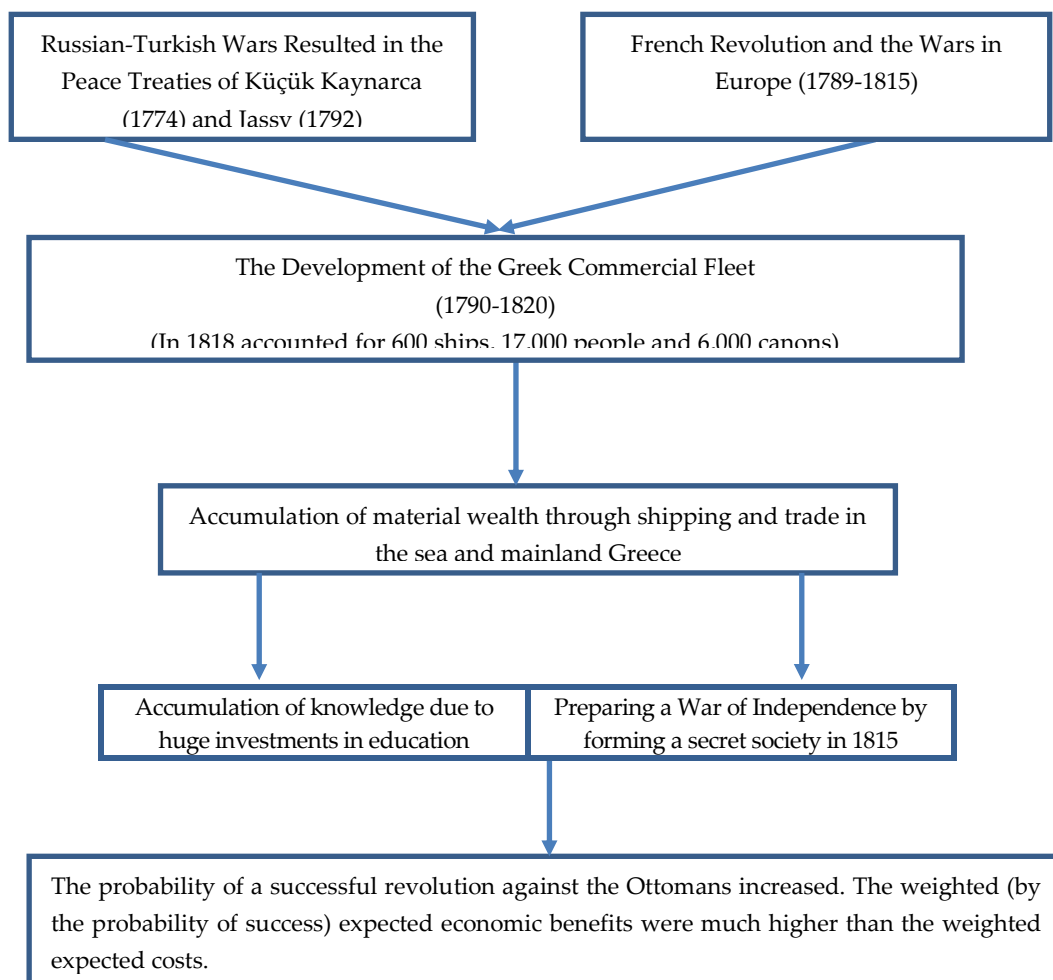 Russian-Turkish Wars Resulted in the
Peace Treaties of Küçük Kaynarca
(1774) and Jassy (1792)
French Revolution and the Wars in
Europe (1789-1815)
The Development of the Greek Commercial Fleet
(1790-1820)
(In 1818 accounted for 600 ships, 17,000 people and 6,000 canons)
Accumulation of material wealth through shipping and trade in
the sea and mainland Greece
Accumulation of knowledge due to
huge investments in education
Preparing a War of Independence by
forming a secret society in 1815
The probability of a successful revolution against the Ottomans increased. The weighted (by
the probability of success) expected economic benefits were much higher than the weighted
expected costs.